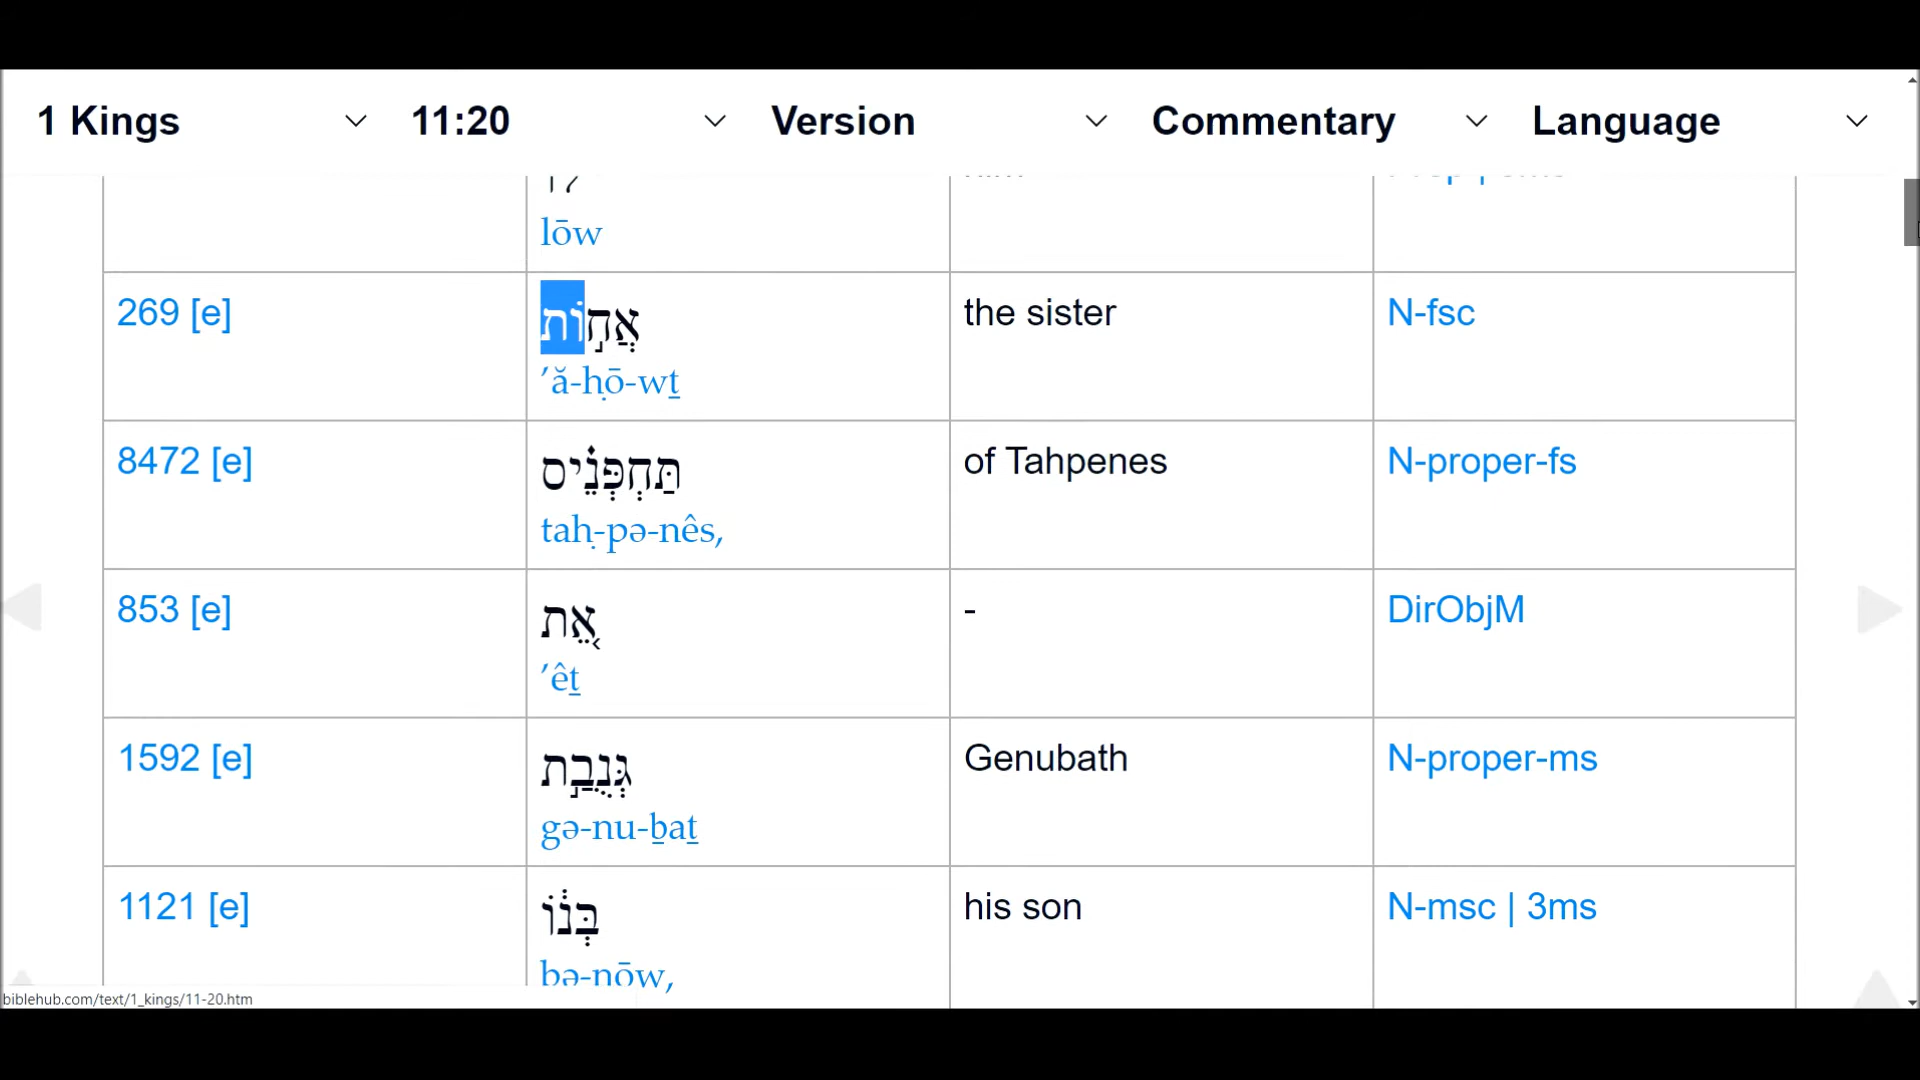 1 Kings 11:20 Version Commentary Language
lōw
269 [e] אֲח֣וֹת the sister N-fsc
’ă-ḥō-wṯ
8472 [e] תַּחְפְּנֵ֗יס of Tahpenes N-proper-fs
taḥ-pə-nês,
853 [e] אֵ֚ת - DirObjM
’êṯ
1592 [e] גְּנֻבַ֣ת Genubath N-proper-ms
gə-nu-ḇaṯ
1121 [e] בְּנ֔וֹ his son N-msc | 3ms
bə-nōw,
biblehub.com/text/1_kings/11-20.htm